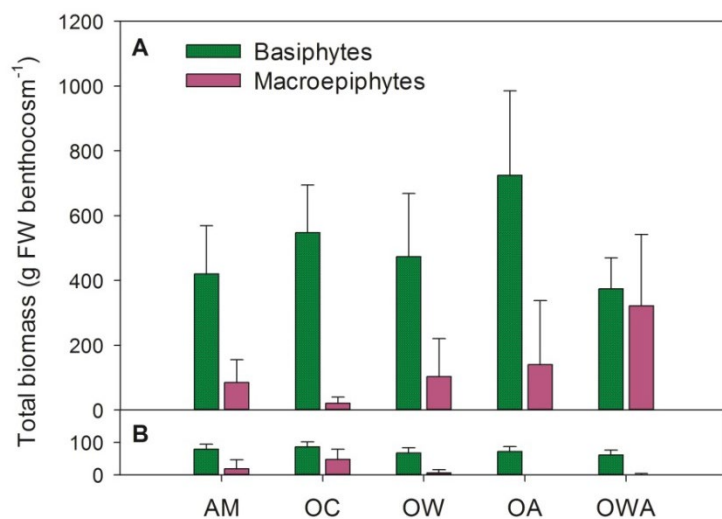 Total biomass (g FW benthocosm⁻¹)
A
Basiphytes
Macroepiphytes
1200
1000
800
600
400
200
0
B
100
0
AM OC OW OA OWA